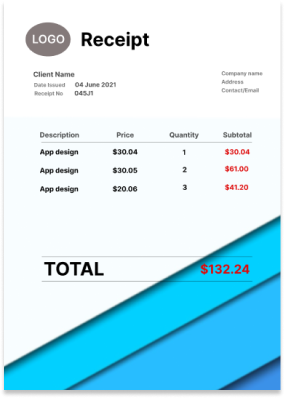 LOGO
Receipt
Client Name
Date Issued 04 June 2021
Receipt No 045J1
Company name
Address
Contact/Email
Description Price Quantity Subtotal
App design $30.04 1 $30.04
App design $30.05 2 $61.00
App design $20.06 3 $41.20
TOTAL $132.24